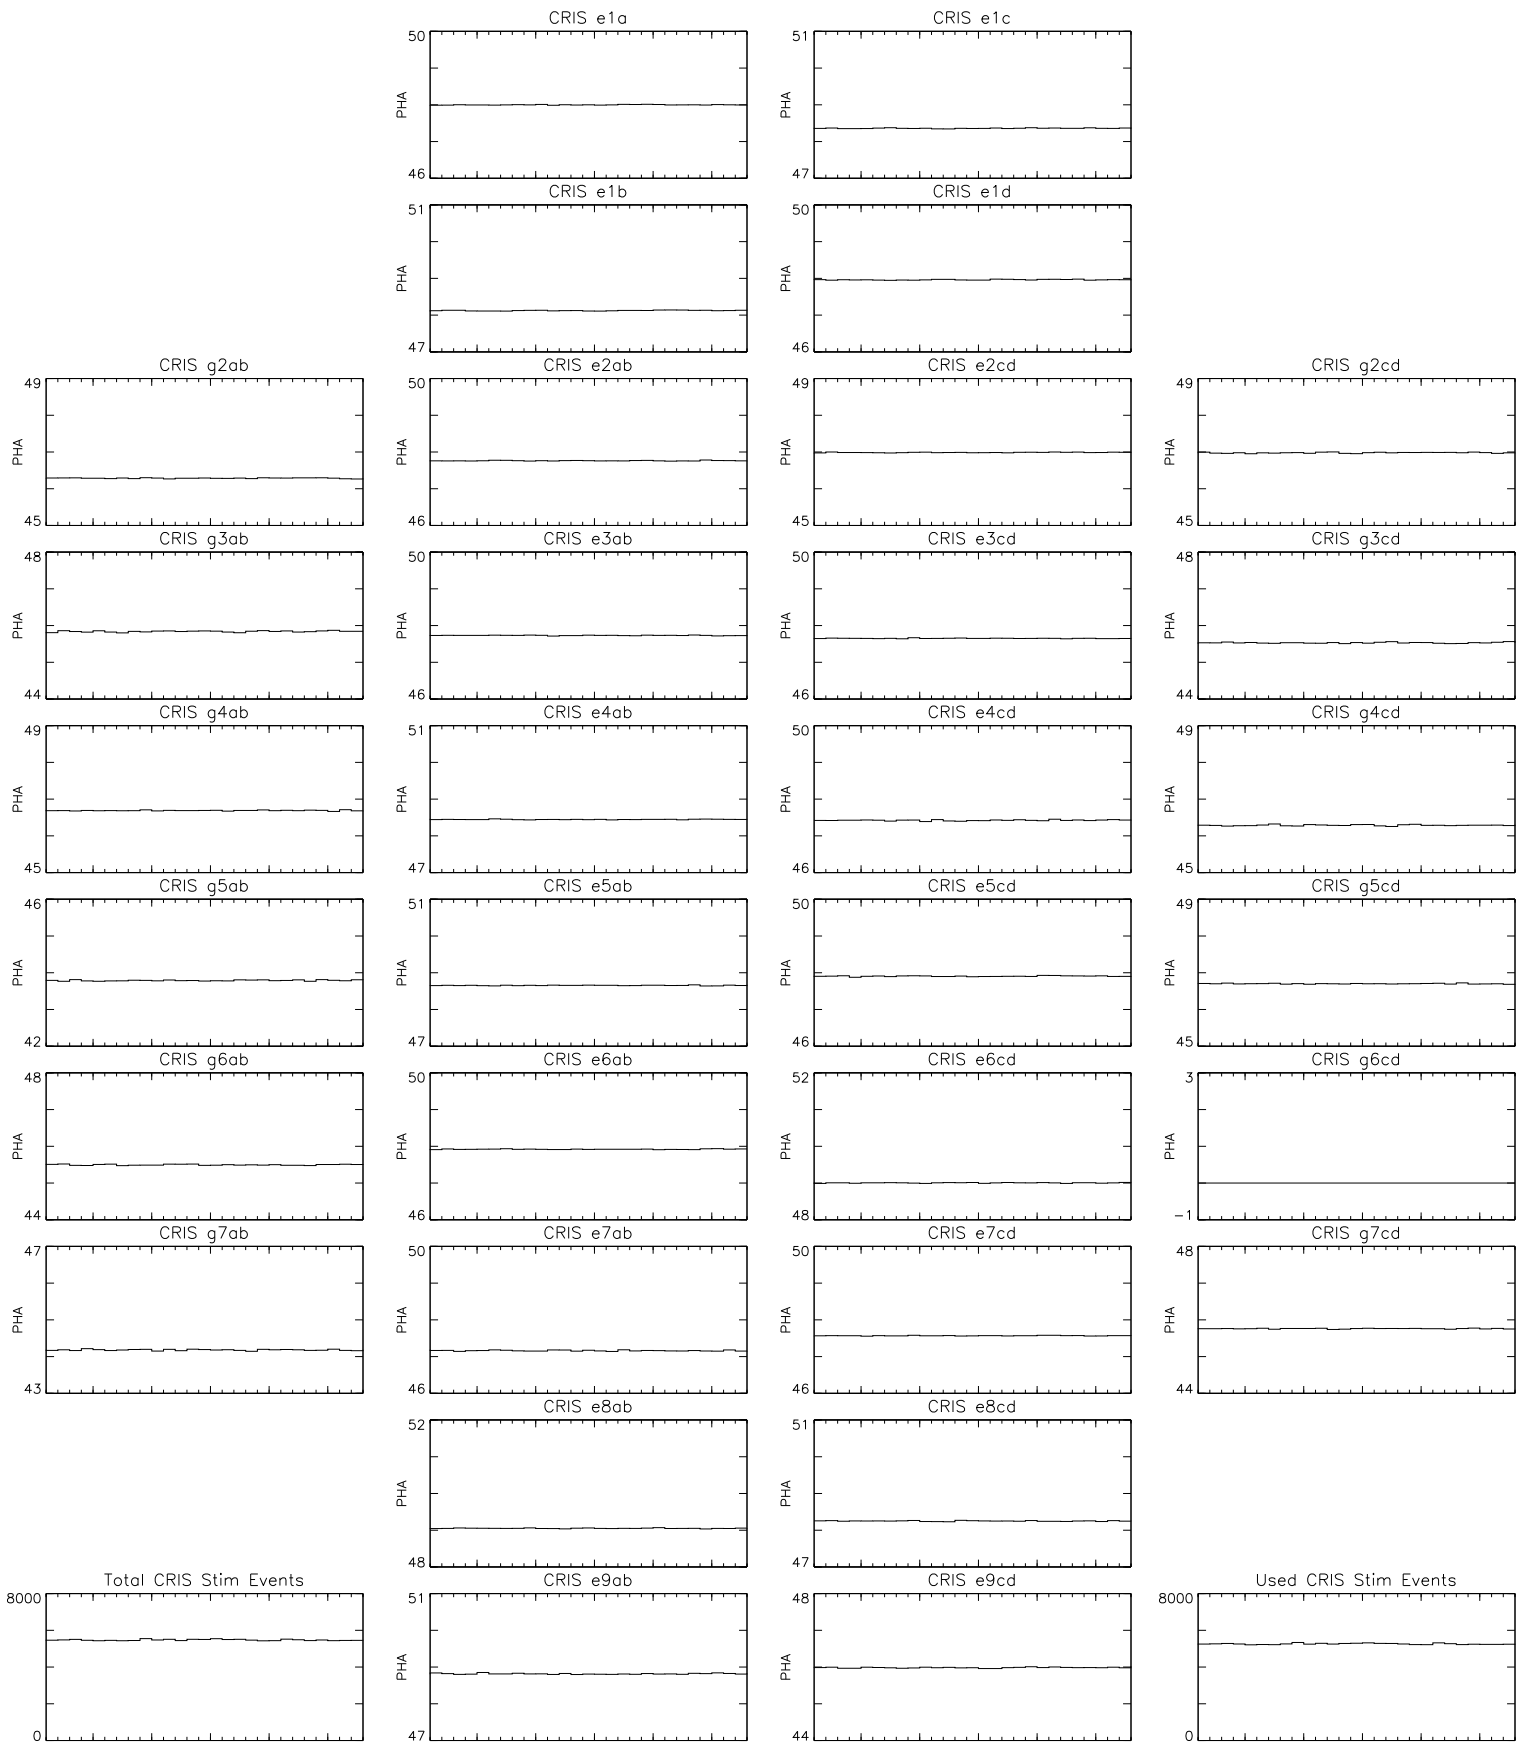 CRIS e1a
CRIS e1c
50
PHA
46
51
PHA
47
CRIS e1b
CRIS e1d
51
PHA
47
50
PHA
46
CRIS g2ab
CRIS e2ab
CRIS e2cd
CRIS g2cd
49
PHA
45
50
PHA
46
49
PHA
45
49
PHA
45
CRIS g3ab
CRIS e3ab
CRIS e3cd
CRIS g3cd
48
PHA
44
50
PHA
46
50
PHA
46
48
PHA
44
CRIS g4ab
CRIS e4ab
CRIS e4cd
CRIS g4cd
49
PHA
45
51
PHA
47
50
PHA
46
49
PHA
45
CRIS g5ab
CRIS e5ab
CRIS e5cd
CRIS g5cd
46
PHA
42
51
PHA
47
50
PHA
46
49
PHA
45
CRIS g6ab
CRIS e6ab
CRIS e6cd
CRIS g6cd
48
PHA
44
50
PHA
46
52
PHA
48
3
PHA
-1
CRIS g7ab
CRIS e7ab
CRIS e7cd
CRIS g7cd
47
PHA
43
50
PHA
46
50
PHA
46
48
PHA
44
CRIS e8ab
CRIS e8cd
52
PHA
48
51
PHA
47
Total CRIS Stim Events
CRIS e9ab
CRIS e9cd
Used CRIS Stim Events
8000
0
51
PHA
47
48
PHA
44
8000
0